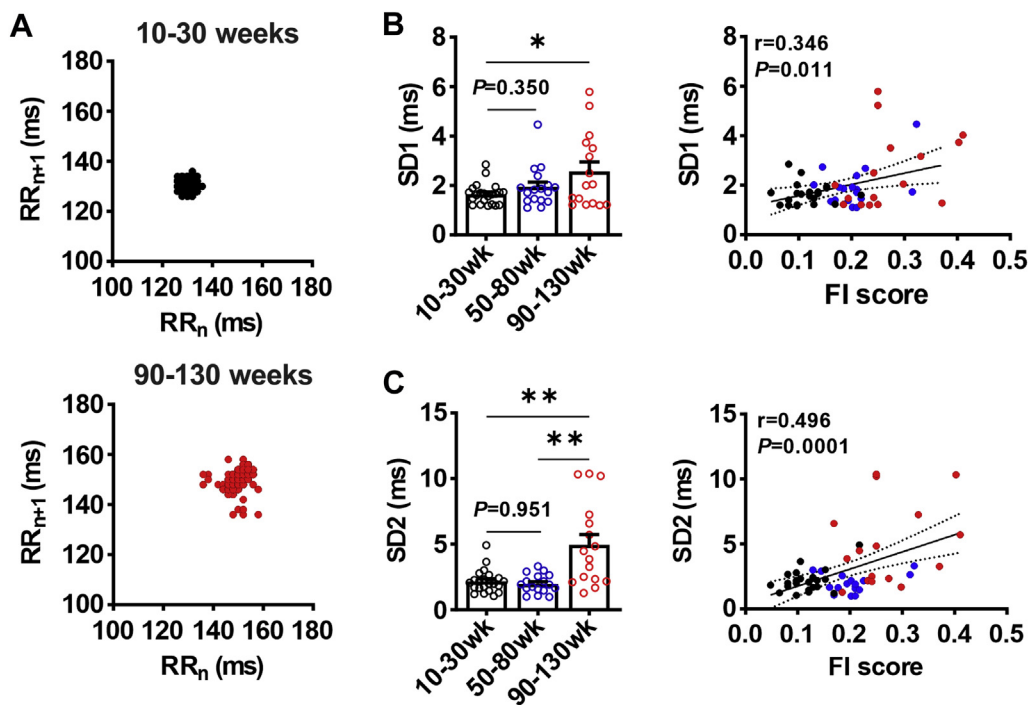 A
10-30 weeks
RRn+1 (ms)
180
160
140
120
100
100 120 140 160 180
RRn (ms)
90-130 weeks
RRn+1 (ms)
180
160
140
120
100
100 120 140 160 180
RRn (ms)
B
SD1 (ms)
8
6
4
2
0
*
P=0.350
10-30wk
50-80wk
90-130wk
SD1 (ms)
8
6
4
2
0
r=0.346
P=0.011
0.0 0.1 0.2 0.3 0.4 0.5
FI score
C
SD2 (ms)
15
10
5
0
**
**
P=0.951
10-30wk
50-80wk
90-130wk
SD2 (ms)
15
10
5
0
r=0.496
P=0.0001
0.0 0.1 0.2 0.3 0.4 0.5
FI score